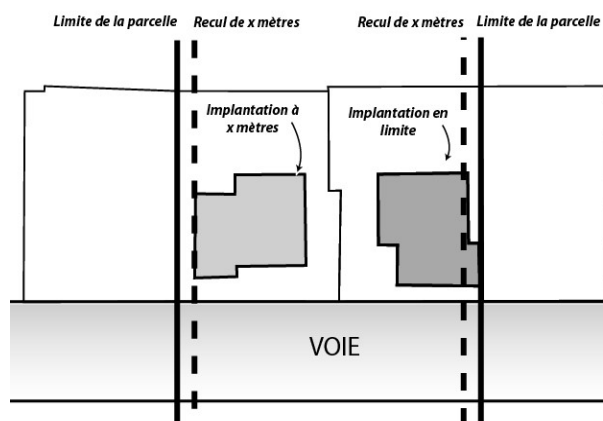 Limite de la parcelle Recul de x mètres Recul de x mètres Limite de la parcelle
Implantation à
x mètres
Implantation en
limite
VOIE